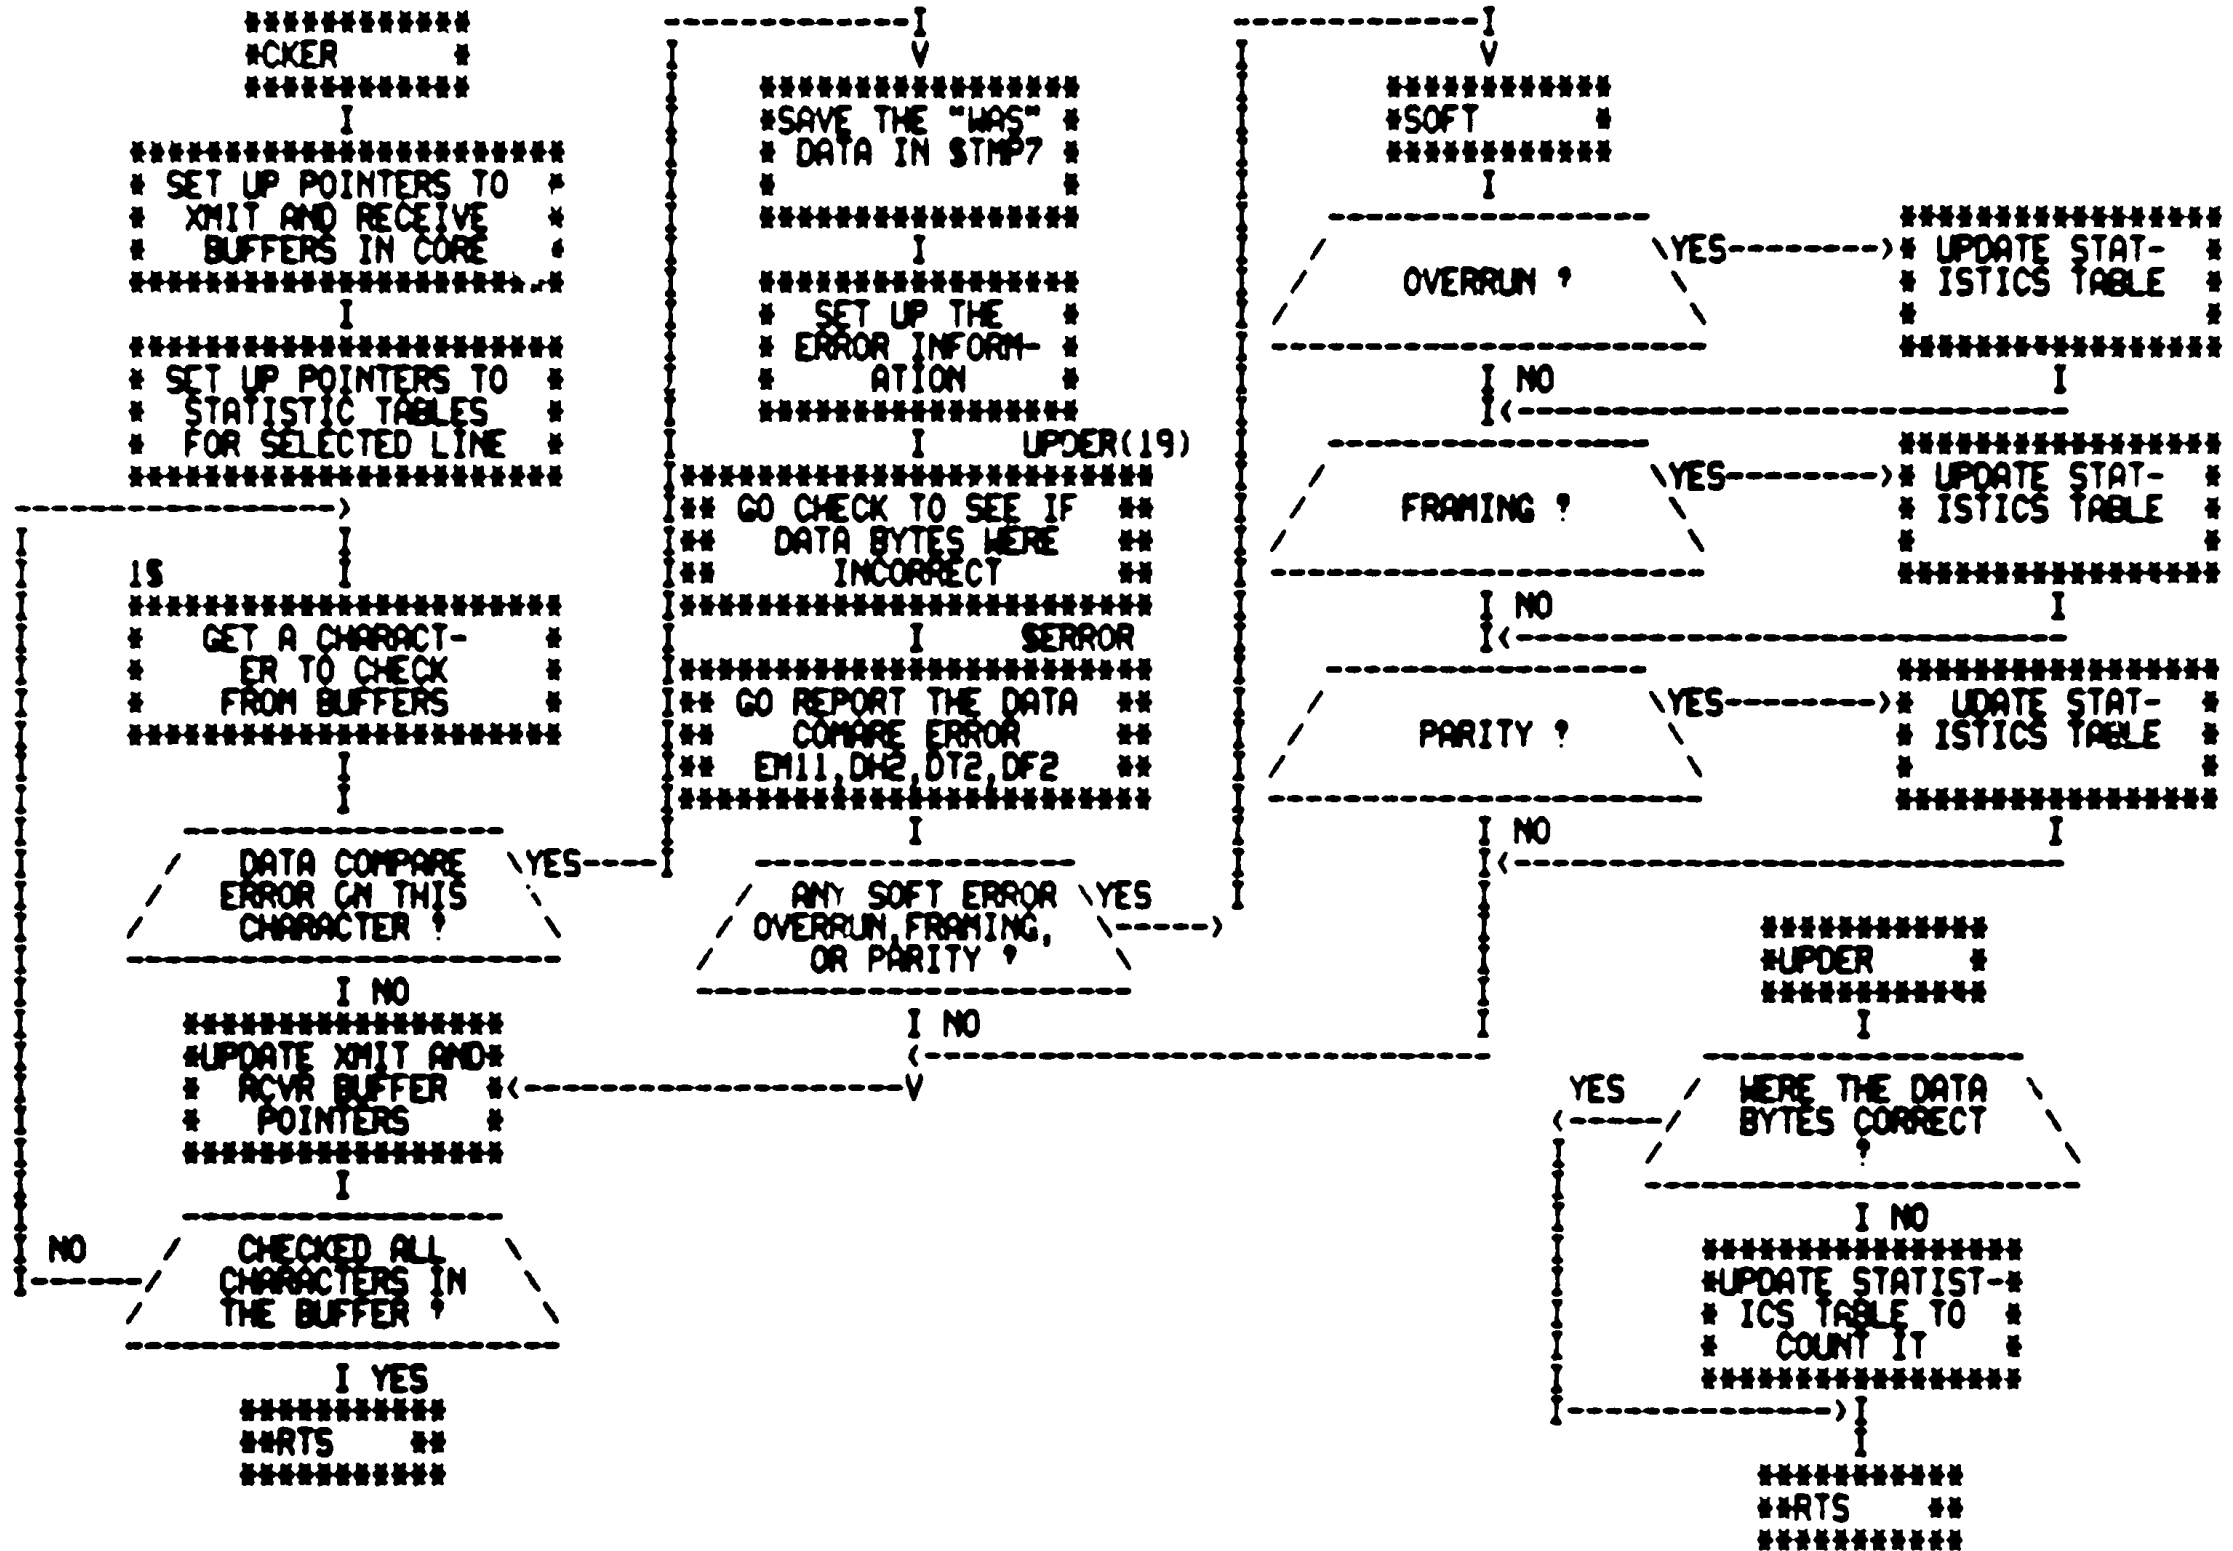 CKER
SET UP POINTERS TO
XMIT AND RECEIVE
BUFFERS IN CORE
SET UP POINTERS TO
STATISTIC TABLES
FOR SELECTED LINE
1$
GET A CHARACT-
ER TO CHECK
FROM BUFFERS
DATA COMPARE
ERROR ON THIS
CHARACTER ?
YES
NO
UPDATE XMIT AND
RCVR BUFFER
POINTERS
CHECKED ALL
CHARACTERS IN
THE BUFFER ?
NO
YES
RTS
SAVE THE "WAS"
DATA IN $TMP7
SET UP THE
ERROR INFORM-
ATION
UPDER(19)
GO CHECK TO SEE IF
DATA BYTES WERE
INCORRECT
$ERROR
GO REPORT THE DATA
COMARE ERROR
EM11,DH2,DT2,DF2
ANY SOFT ERROR
OVERRUN,FRAMING,
OR PARITY ?
YES
NO
SOFT
OVERRUN ?
YES
UPDATE STAT-
ISTICS TABLE
NO
FRAMING ?
YES
UPDATE STAT-
ISTICS TABLE
NO
PARITY ?
YES
UDATE STAT-
ISTICS TABLE
NO
UPDER
WERE THE DATA
BYTES CORRECT
?
YES
NO
UPDATE STATIST-
ICS TABLE TO
COUNT IT
RTS